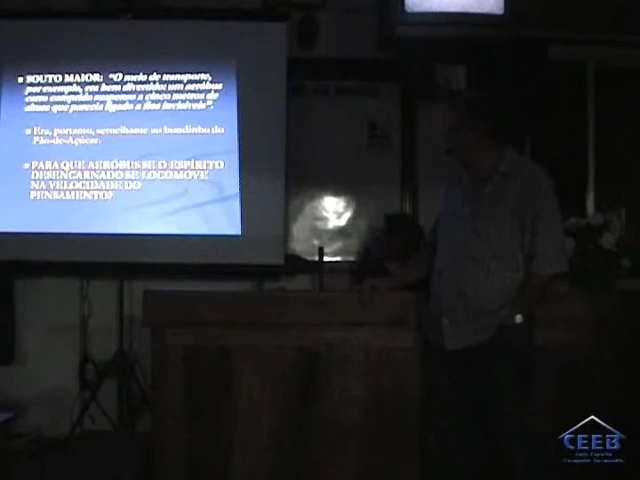 SOUTO MAIOR: "O meio de transporte,
por exemplo, era bem divertido: um aeróbus
com comprido a cinco metros de
altura que parecia ligado a fios invisíveis".
Era, portanto, semelhante ao bondinho do
Pão-de-Açúcar.
PARA QUE AERÓBUS SE O ESPÍRITO
DESENCARNADO SE LOCOMOVE
NA VELOCIDADE DO
PENSAMENTO?
CEEB